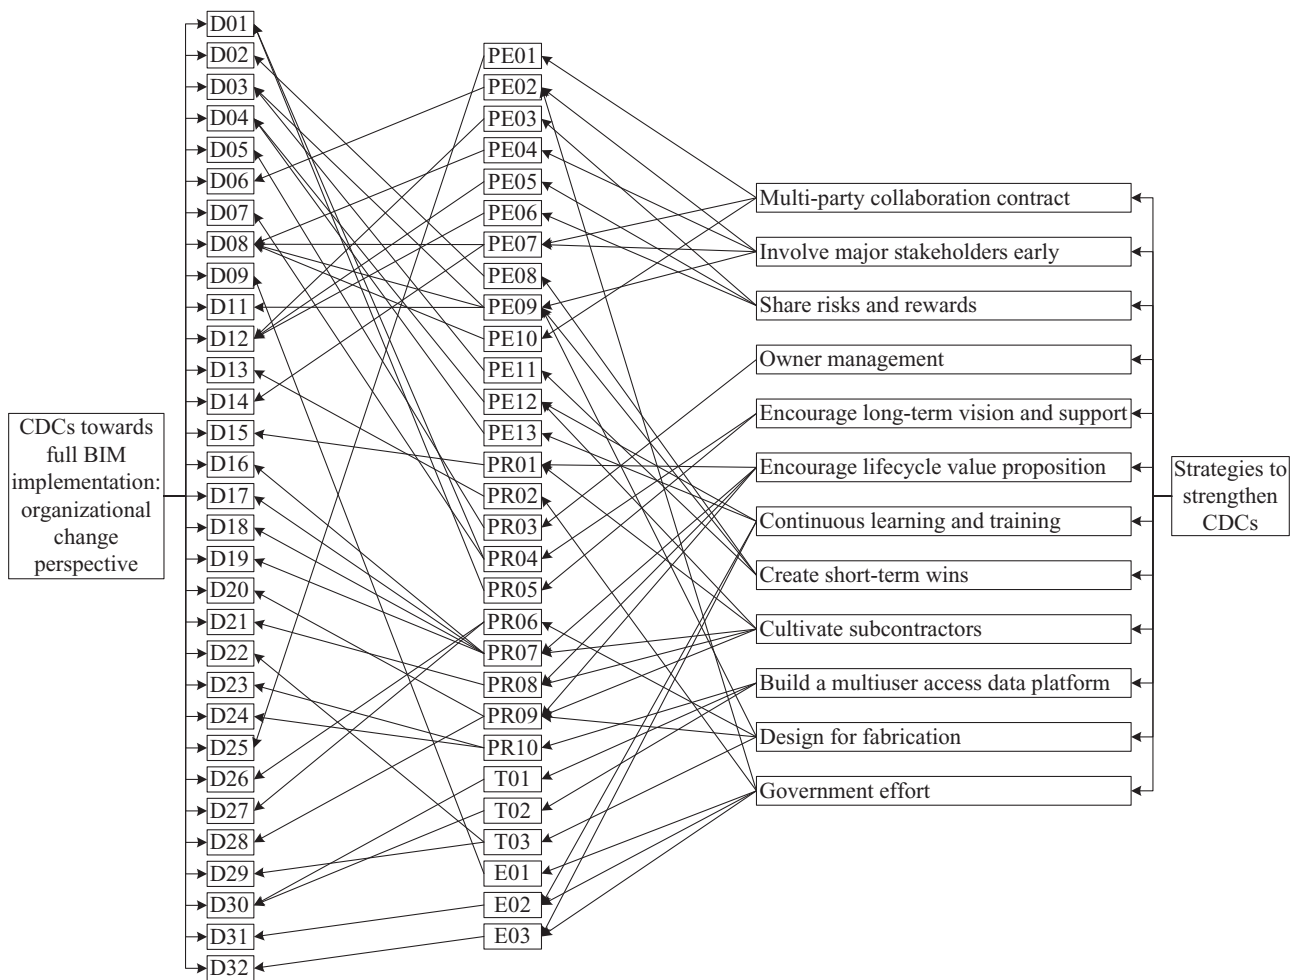 CDCs towards
full BIM
implementation:
organizational
change
perspective
D01
D02
D03
D04
D05
D06
D07
D08
D09
D11
D12
D13
D14
D15
D16
D17
D18
D19
D20
D21
D22
D23
D24
D25
D26
D27
D28
D29
D30
D31
D32
PE01
PE02
PE03
PE04
PE05
PE06
PE07
PE08
PE09
PE10
PE11
PE12
PE13
PR01
PR02
PR03
PR04
PR05
PR06
PR07
PR08
PR09
PR10
T01
T02
T03
E01
E02
E03
Multi-party collaboration contract
Involve major stakeholders early
Share risks and rewards
Owner management
Encourage long-term vision and support
Encourage lifecycle value proposition
Continuous learning and training
Create short-term wins
Cultivate subcontractors
Build a multiuser access data platform
Design for fabrication
Government effort
Strategies to
strengthen
CDCs